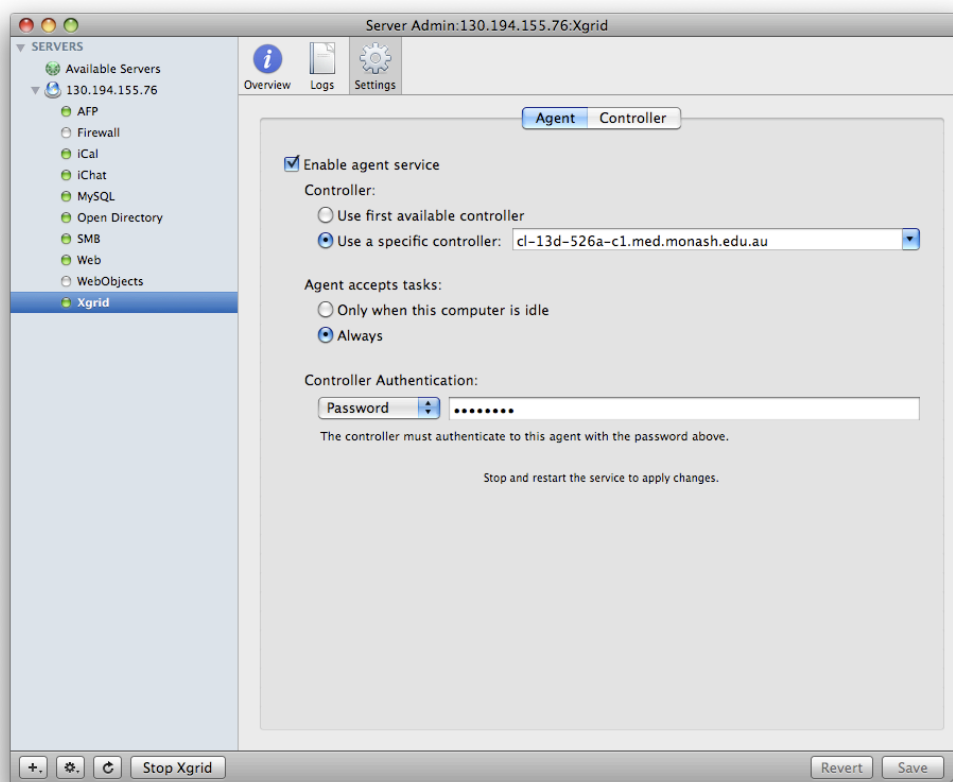 Server Admin:130.194.155.76:Xgrid
SERVERS
Available Servers
130.194.155.76
AFP
Firewall
iCal
iChat
MySQL
Open Directory
SMB
Web
WebObjects
Xgrid
Overview
Logs
Settings
Agent
Controller
Enable agent service
Controller:
Use first available controller
Use a specific controller: cl-13d-526a-c1.med.monash.edu.au
Agent accepts tasks:
Only when this computer is idle
Always
Controller Authentication:
Password ••••••••
The controller must authenticate to this agent with the password above.
Stop and restart the service to apply changes.
Stop Xgrid
Revert
Save